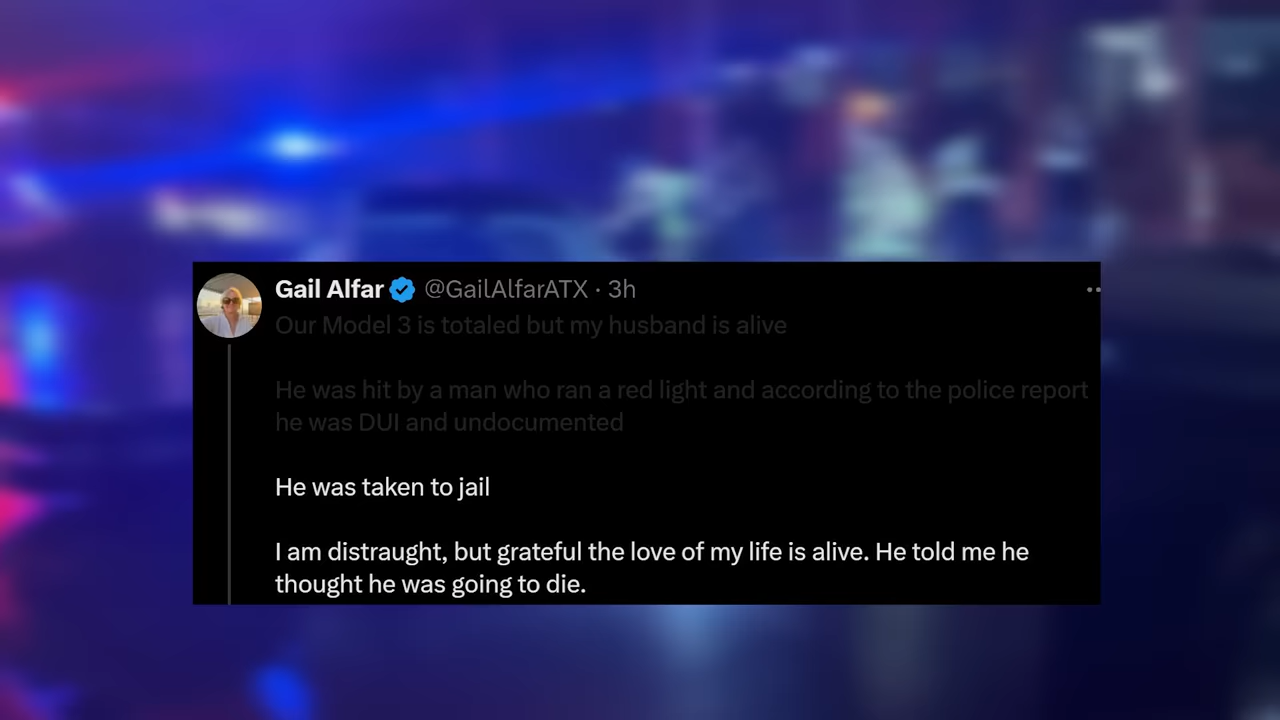 Gail Alfar @GailAlfarATX · 3h
Our Model 3 is totaled but my husband is alive
He was hit by a man who ran a red light and according to the police report
he was DUI and undocumented
He was taken to jail
I am distraught, but grateful the love of my life is alive. He told me he
thought he was going to die.